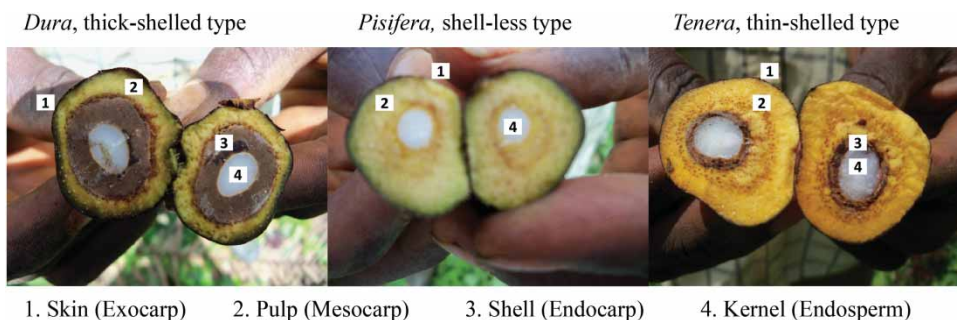 Dura, thick-shelled type
Pisifera, shell-less type
Tenera, thin-shelled type
1
2
3
4
1
2
4
1
2
3
4
1. Skin (Exocarp) 2. Pulp (Mesocarp) 3. Shell (Endocarp) 4. Kernel (Endosperm)